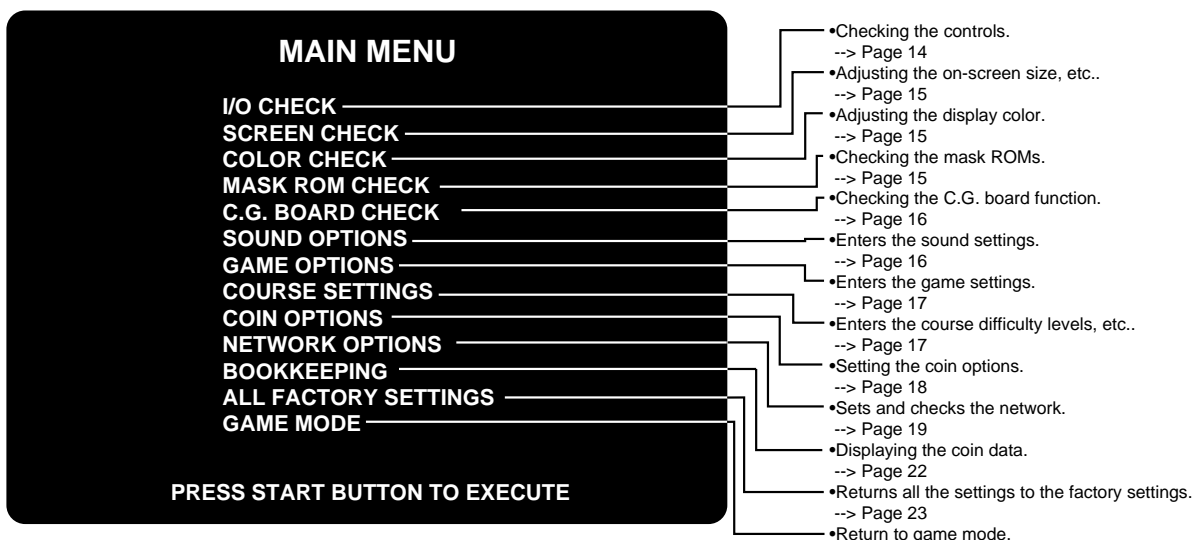 MAIN MENU
I/O CHECK
SCREEN CHECK
COLOR CHECK
MASK ROM CHECK
C.G. BOARD CHECK
SOUND OPTIONS
GAME OPTIONS
COURSE SETTINGS
COIN OPTIONS
NETWORK OPTIONS
BOOKKEEPING
ALL FACTORY SETTINGS
GAME MODE
PRESS START BUTTON TO EXECUTE
•Checking the controls.
--> Page 14
•Adjusting the on-screen size, etc..
--> Page 15
•Adjusting the display color.
--> Page 15
•Checking the mask ROMs.
--> Page 15
•Checking the C.G. board function.
--> Page 16
•Enters the sound settings.
--> Page 16
•Enters the game settings.
--> Page 17
•Enters the course difficulty levels, etc..
--> Page 17
•Setting the coin options.
--> Page 18
•Sets and checks the network.
--> Page 19
•Displaying the coin data.
--> Page 22
•Returns all the settings to the factory settings.
--> Page 23
•Return to game mode.